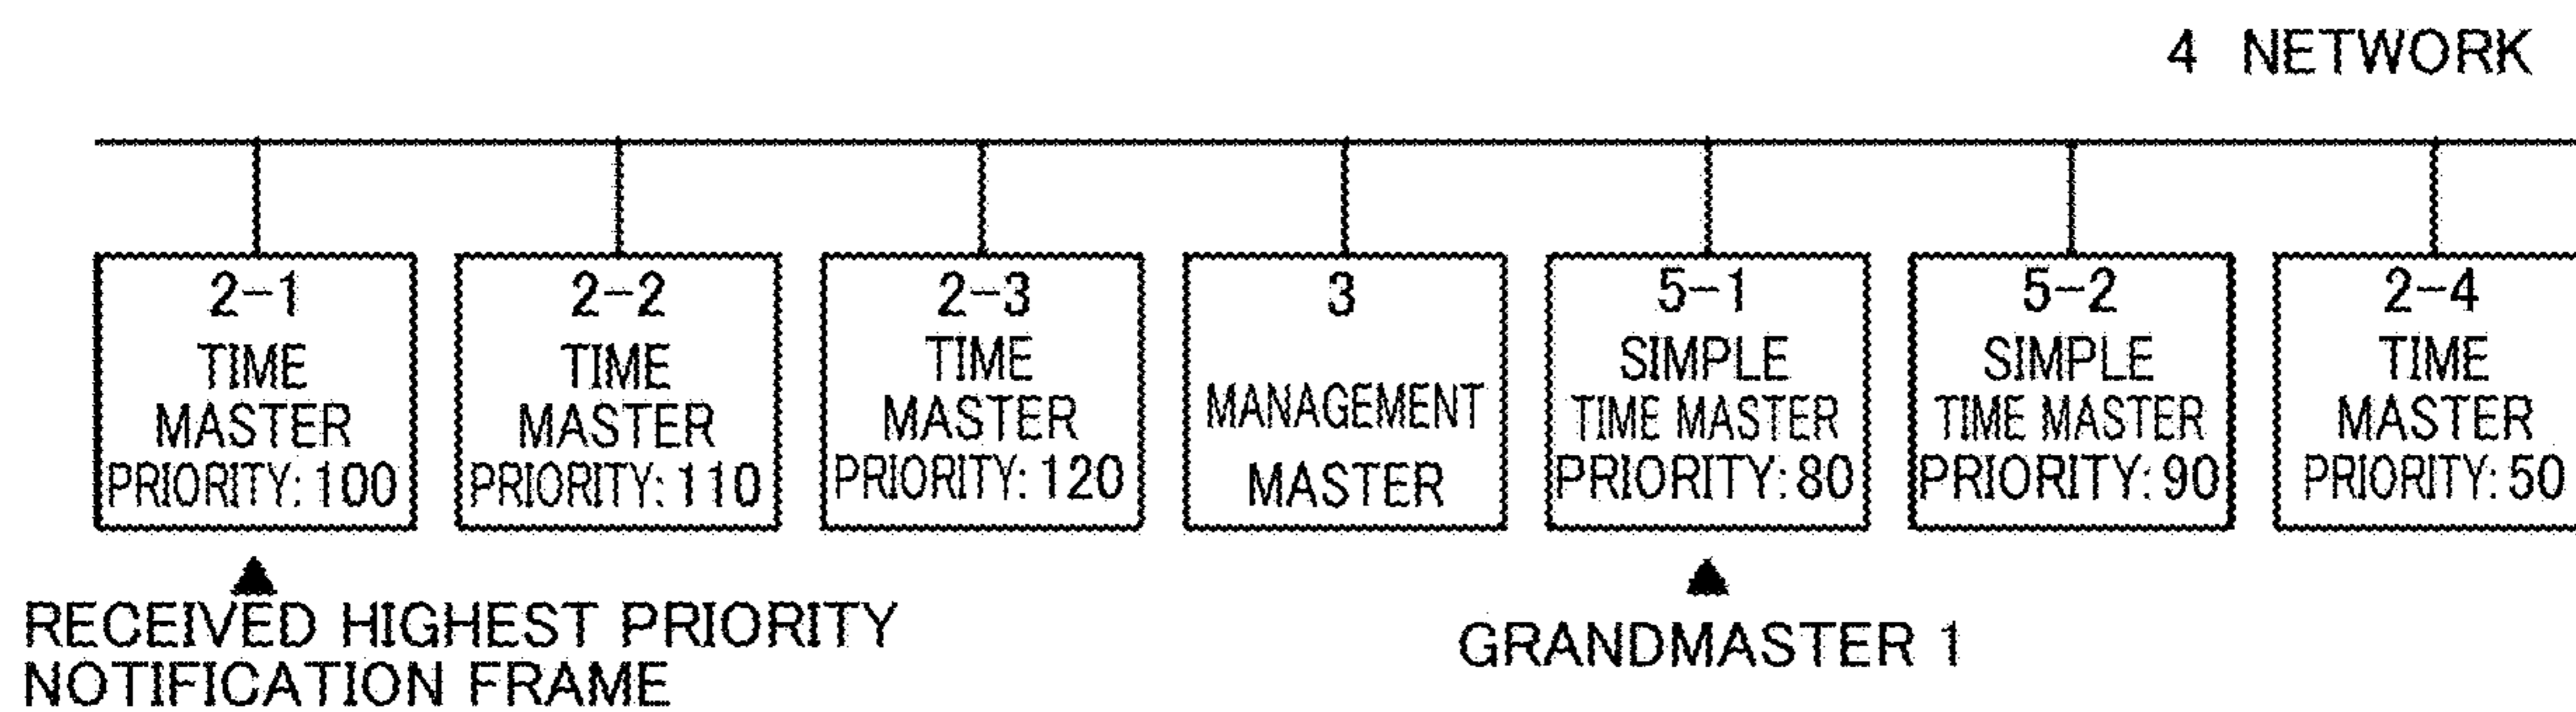 4 NETWORK
2-1
TIME
MASTER
PRIORITY: 100
2-2
TIME
MASTER
PRIORITY: 110
2-3
TIME
MASTER
PRIORITY: 120
3
MANAGEMENT
MASTER
5-1
SIMPLE
TIME MASTER
PRIORITY: 80
5-2
SIMPLE
TIME MASTER
PRIORITY: 90
2-4
TIME
MASTER
PRIORITY: 50
RECEIVED HIGHEST PRIORITY
NOTIFICATION FRAME
GRANDMASTER 1